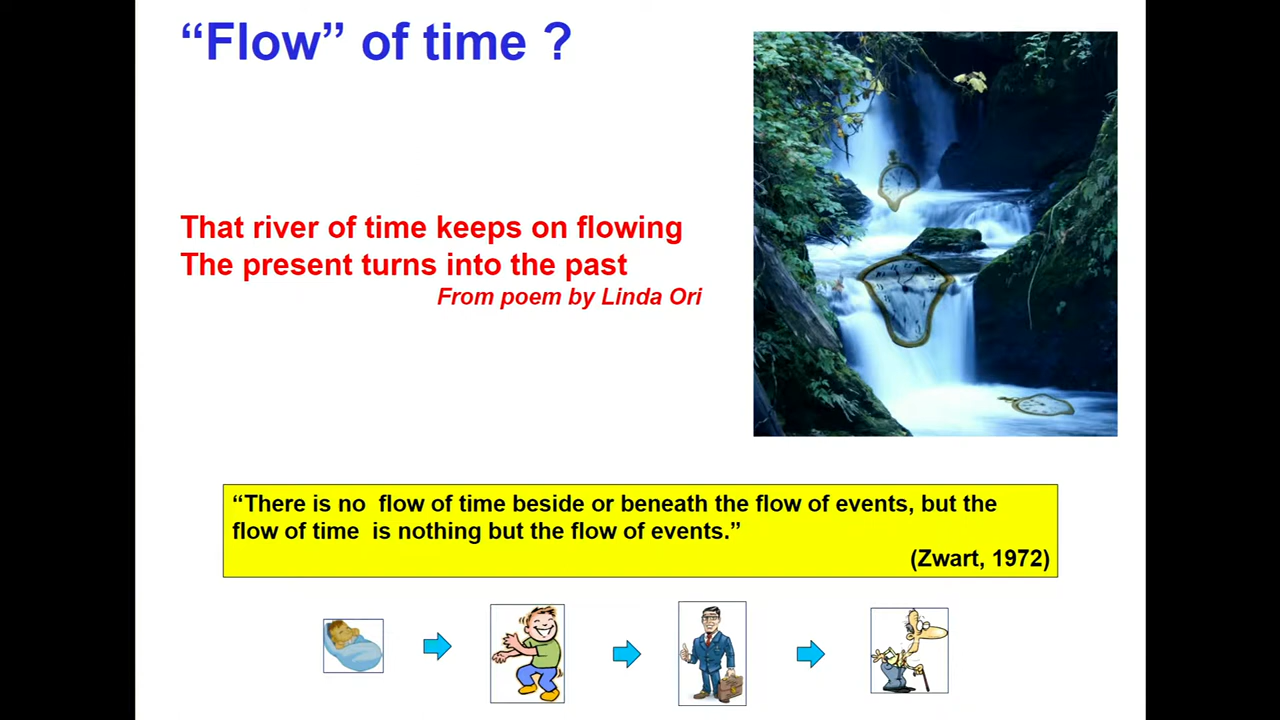 “Flow” of time ?
That river of time keeps on flowing
The present turns into the past
From poem by Linda Ori
“There is no  flow of time beside or beneath the flow of events, but the
flow of time  is nothing but the flow of events.”
(Zwart, 1972)